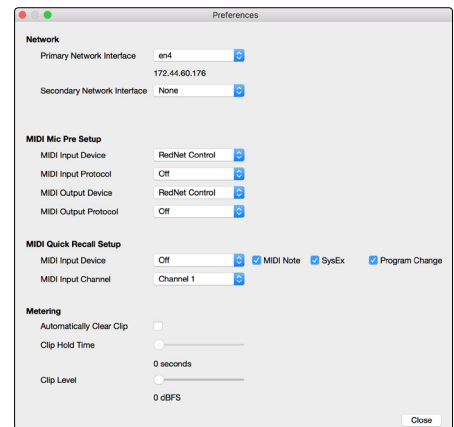 Preferences
Network
Primary Network Interface en4
172.44.60.176
Secondary Network Interface None
MIDI Mic Pre Setup
MIDI Input Device RedNet Control
MIDI Input Protocol Off
MIDI Output Device RedNet Control
MIDI Output Protocol Off
MIDI Quick Recall Setup
MIDI Input Device Off MIDI Note SysEx Program Change
MIDI Input Channel Channel 1
Metering
Automatically Clear Clip
Clip Hold Time
0 seconds
Clip Level
0 dBFS
Close